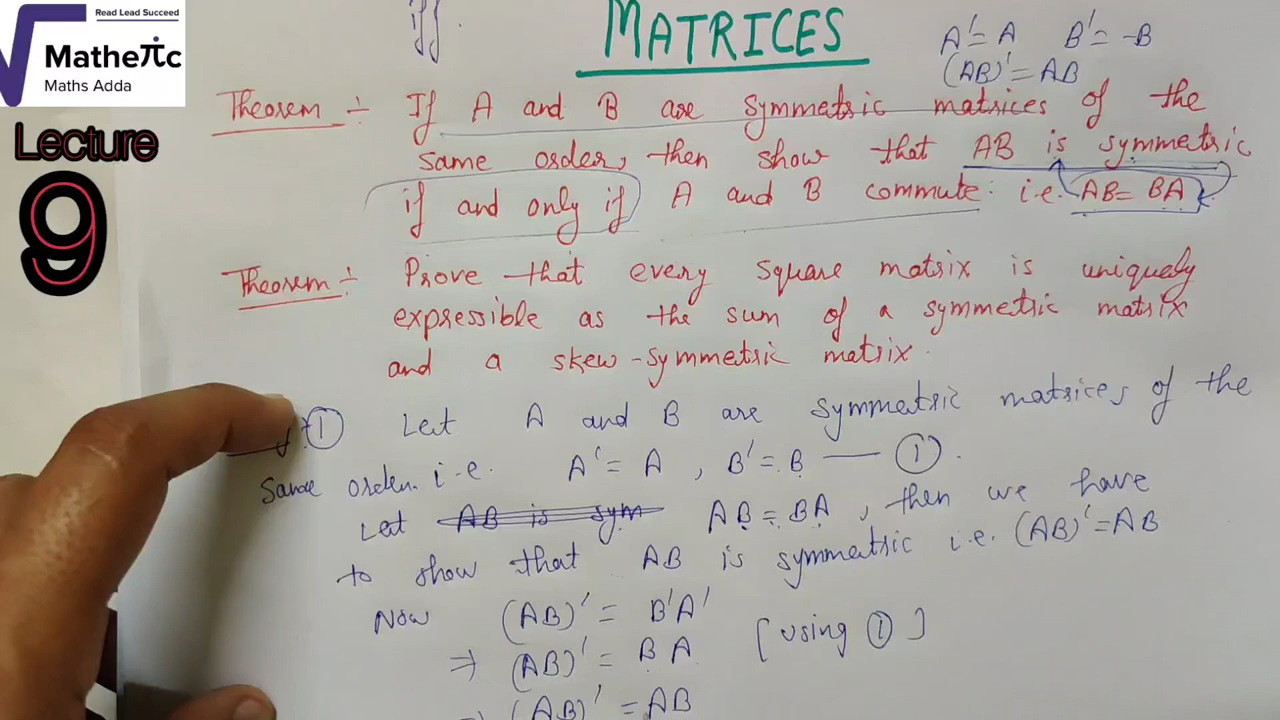 Read Lead Succeed
Matheπc
Maths Adda
Lecture
9
iff.
MATRICES
A' = A B' = -B
(AB)' = AB
Theorem :- If A and B are symmetric matrices of the
same order, then show that AB is symmetric
if and only if A and B commute. i.e. AB = BA
Theorem :- Prove that every square matrix is uniquely
expressible as the sum of a symmetric matrix
and a skew-symmetric matrix.
① Let A and B are symmetric matrices of the
same order. i.e. A' = A , B' = B — ①.
Let AB is sym AB = BA , then we have
to show that AB is symmetric i.e. (AB)' = AB
Now (AB)' = B'A'
⇒ (AB)' = BA [using ①]
⇒ (AB)' = AB